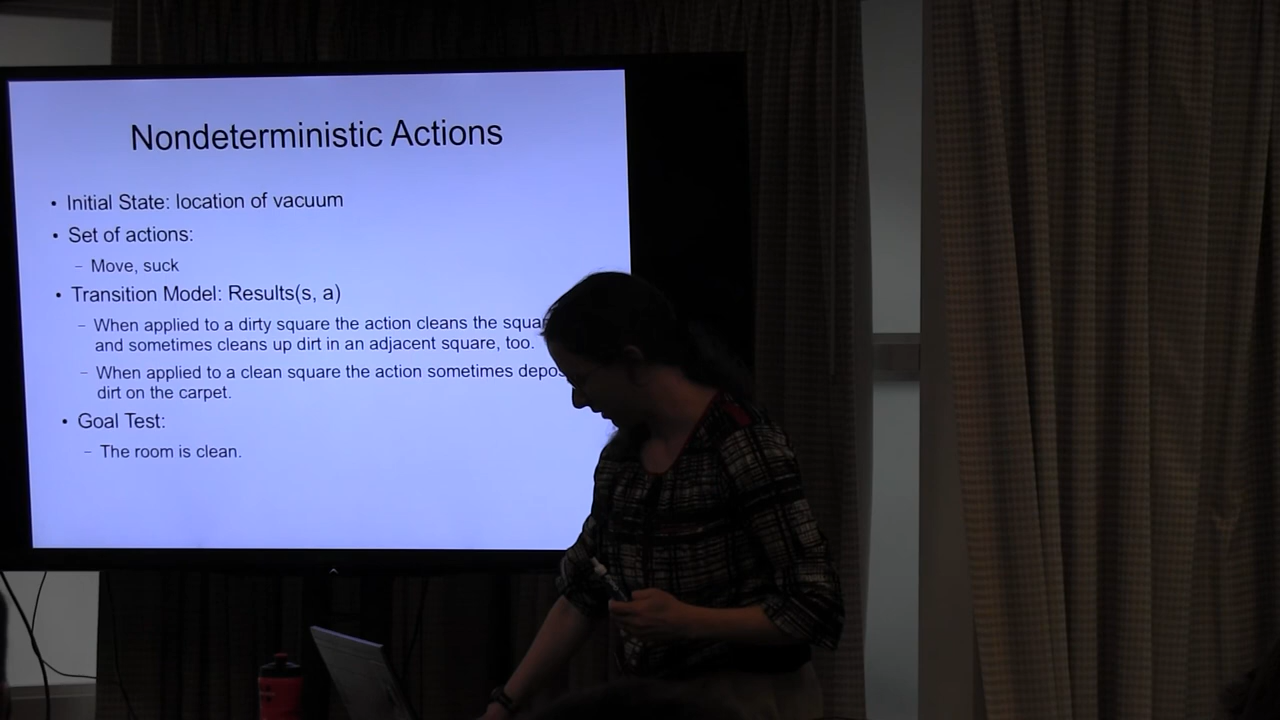 Nondeterministic Actions
• Initial State: location of vacuum
• Set of actions:
– Move, suck
• Transition Model: Results(s, a)
– When applied to a dirty square the action cleans the
and sometimes cleans up dirt in an adjacent square, too.
– When applied to a clean square the action sometimes
dirt on the carpet.
• Goal Test:
– The room is clean.